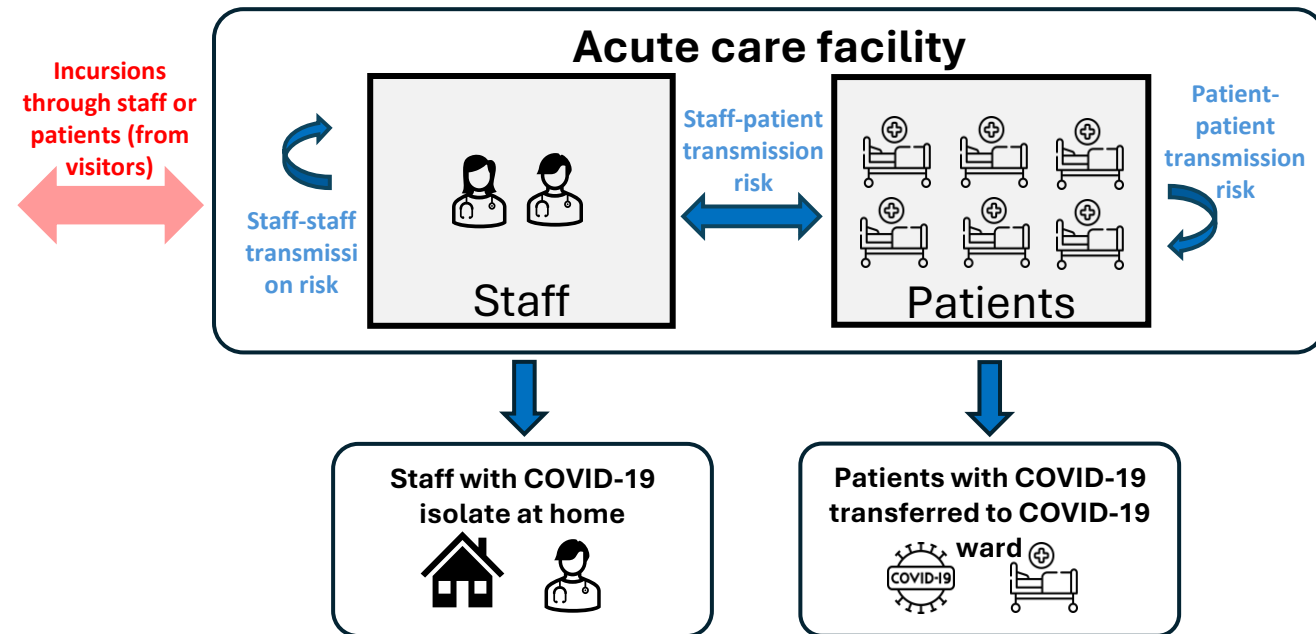 Acute care facility
Incursions
through staff or
patients (from
visitors)
Staff-staff
transmissi
on risk
Staff
Staff-patient
transmission
risk
Patients
Patient-
patient
transmission
risk
Staff with COVID-19
isolate at home
Patients with COVID-19
transferred to COVID-19
ward
COVID-19